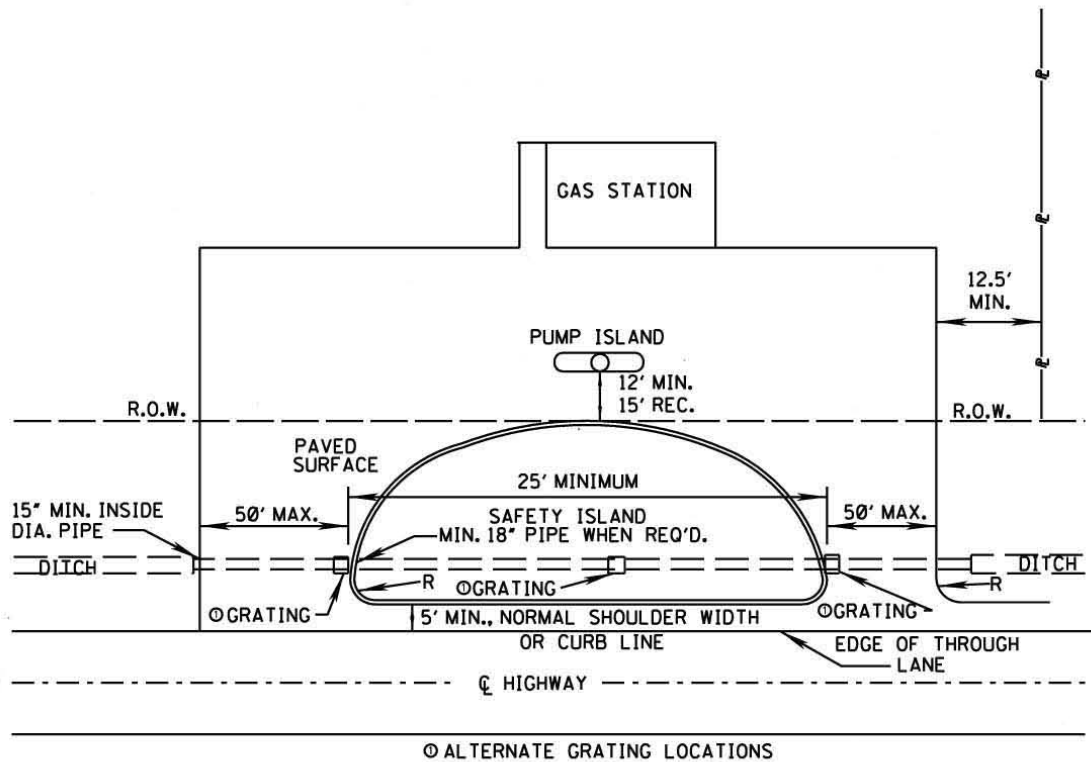 ℄
℄
℄
GAS STATION
12.5'
MIN.
PUMP ISLAND
12' MIN.
15' REC.
R.O.W.
R.O.W.
PAVED
SURFACE
25' MINIMUM
15" MIN. INSIDE
DIA. PIPE
50' MAX.
SAFETY ISLAND
MIN. 18" PIPE WHEN REQ'D.
50' MAX.
DITCH
DITCH
R
R
①GRATING
①GRATING
①GRATING
5' MIN., NORMAL SHOULDER WIDTH
OR CURB LINE
EDGE OF THROUGH
LANE
℄ HIGHWAY
① ALTERNATE GRATING LOCATIONS